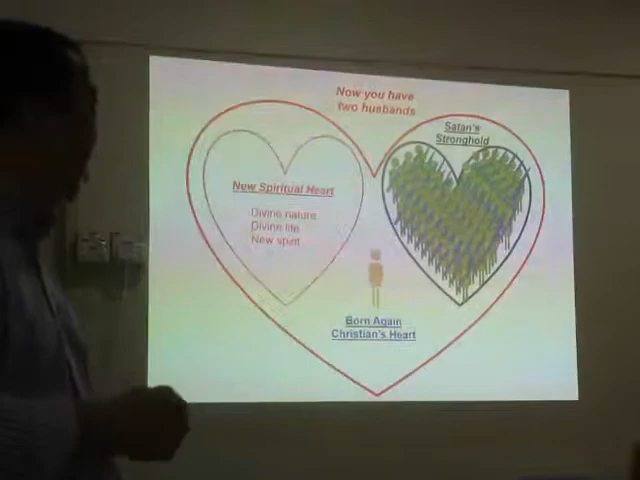 Now you have
two husbands
Satan's
Stronghold
New Spiritual Heart
Divine nature
Divine life
New spirit
Born Again
Christian's Heart